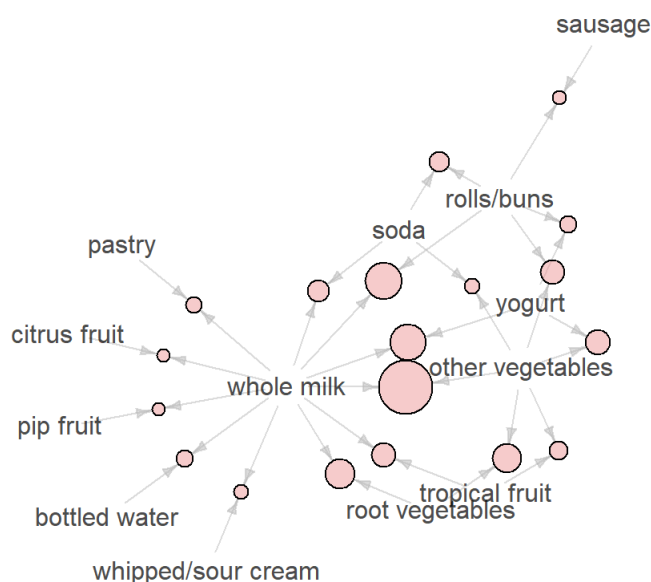 sausage
rolls/buns
soda
pastry
yogurt
citrus fruit
other vegetables
whole milk
pip fruit
tropical fruit
root vegetables
bottled water
whipped/sour cream